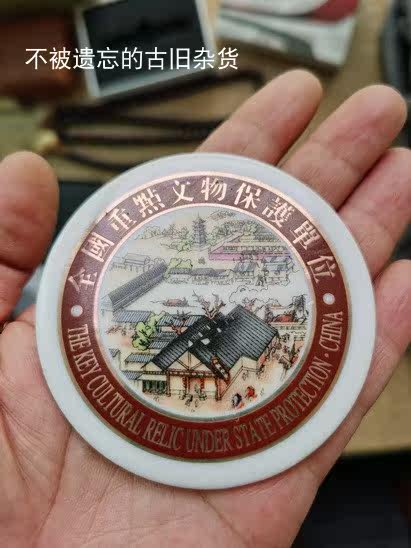 不被遗忘的古旧杂货
全國重點文物保護單位
THE KEY CULTURAL RELIC UNDER STATE PROTECTION · CHINA